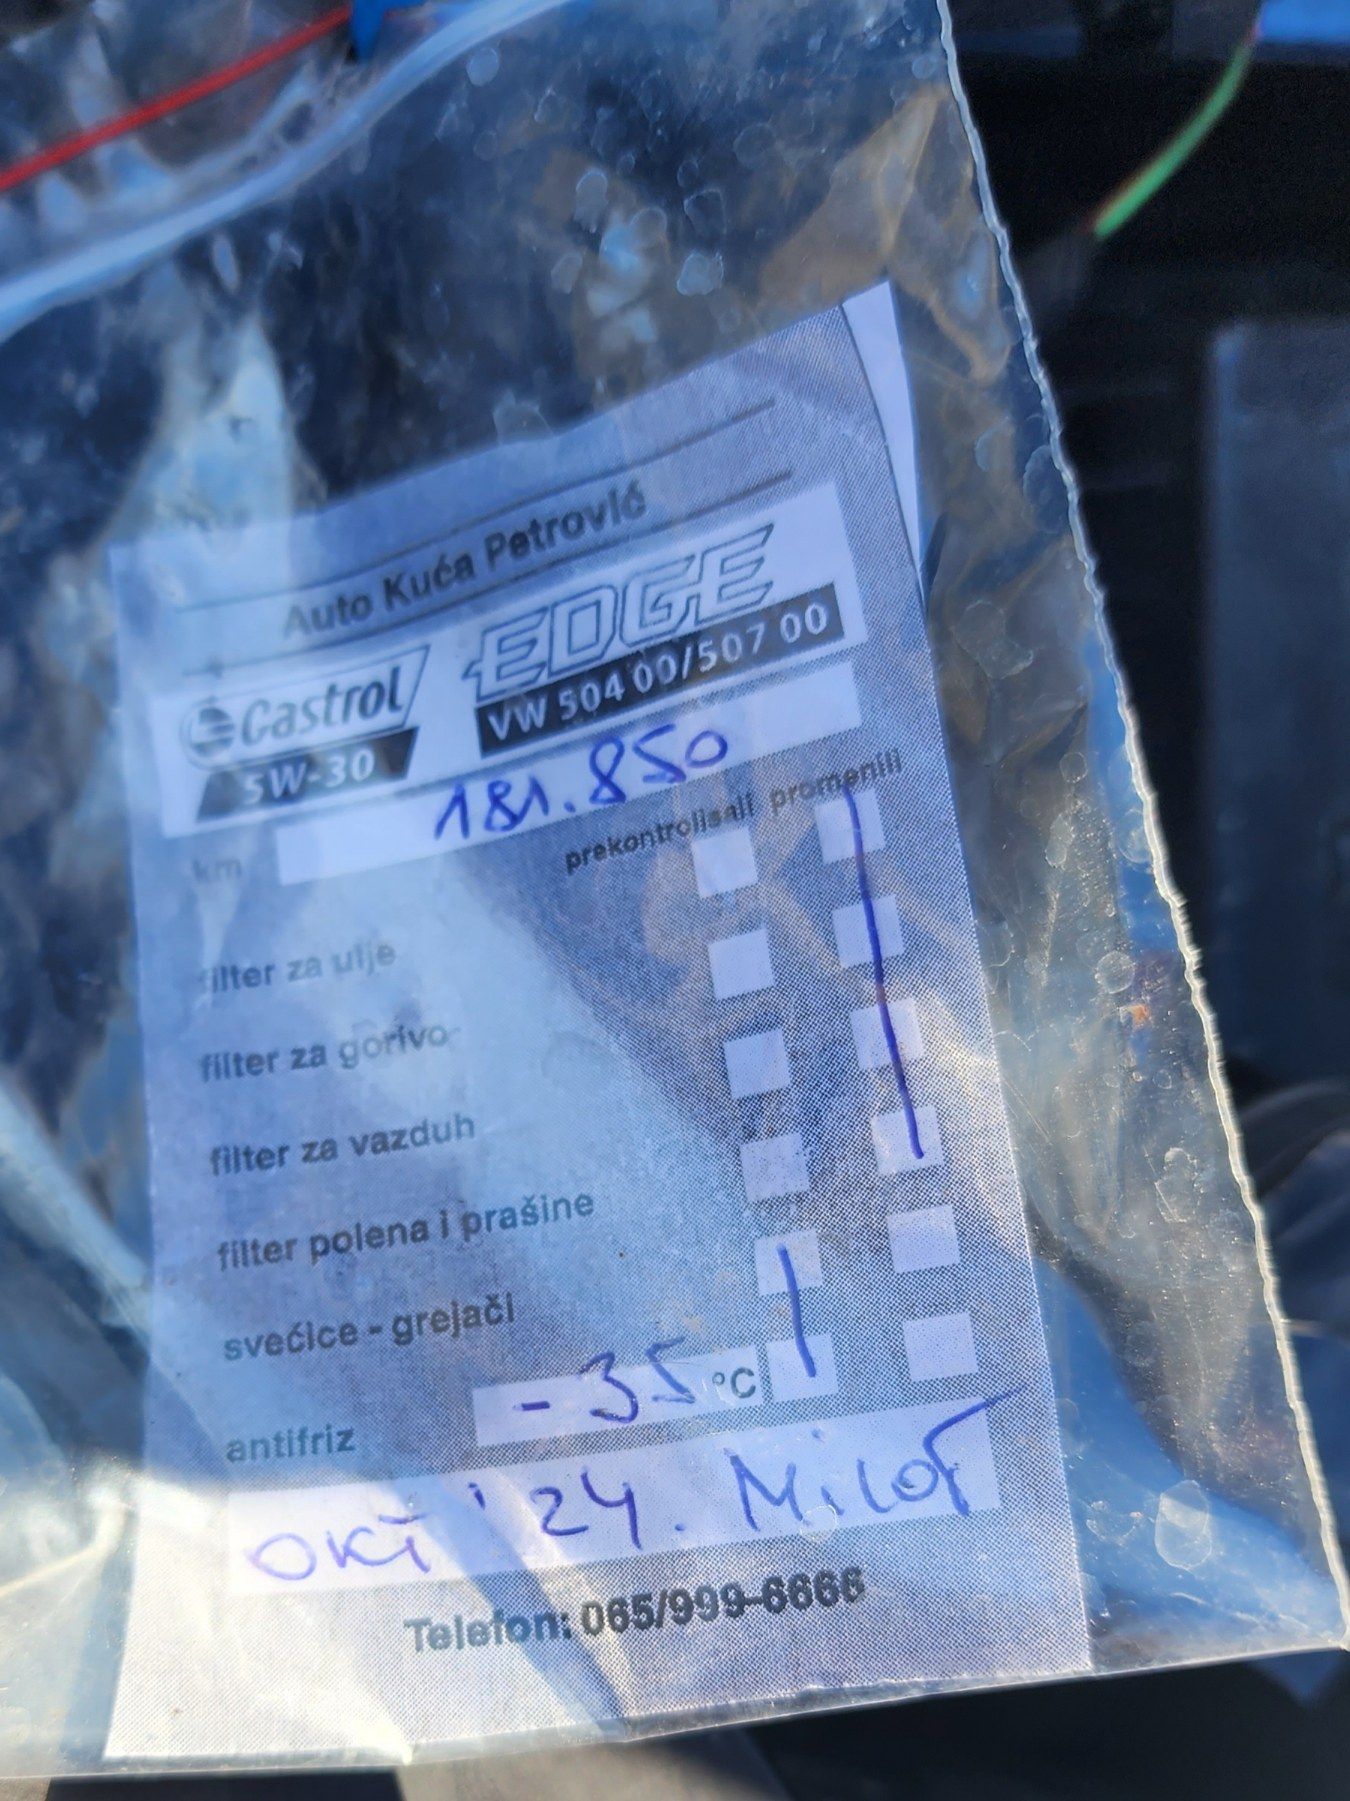 Auto Kuća Petrović
Castrol EDGE
5W-30 VW 504 00/507 00
km 181.850
prekontrolisali promenili
filter za ulje
filter za gorivo
filter za vazduh
filter polena i prašine
svećice - grejači
antifriz -35 °C
OKT '24. Miloš
Telefon: 065/999-6666